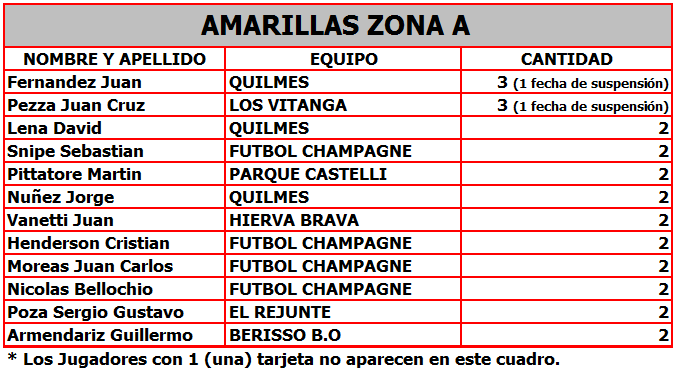 AMARILLAS ZONA A
NOMBRE Y APELLIDO EQUIPO CANTIDAD
Fernandez Juan QUILMES 3 (1 fecha de suspensión)
Pezza Juan Cruz LOS VITANGA 3 (1 fecha de suspensión)
Lena David QUILMES 2
Snipe Sebastian FUTBOL CHAMPAGNE 2
Pittatore Martin PARQUE CASTELLI 2
Nuñez Jorge QUILMES 2
Vanetti Juan HIERVA BRAVA 2
Henderson Cristian FUTBOL CHAMPAGNE 2
Moreas Juan Carlos FUTBOL CHAMPAGNE 2
Nicolas Bellochio FUTBOL CHAMPAGNE 2
Poza Sergio Gustavo EL REJUNTE 2
Armendariz Guillermo BERISSO B.O 2
* Los Jugadores con 1 (una) tarjeta no aparecen en este cuadro.